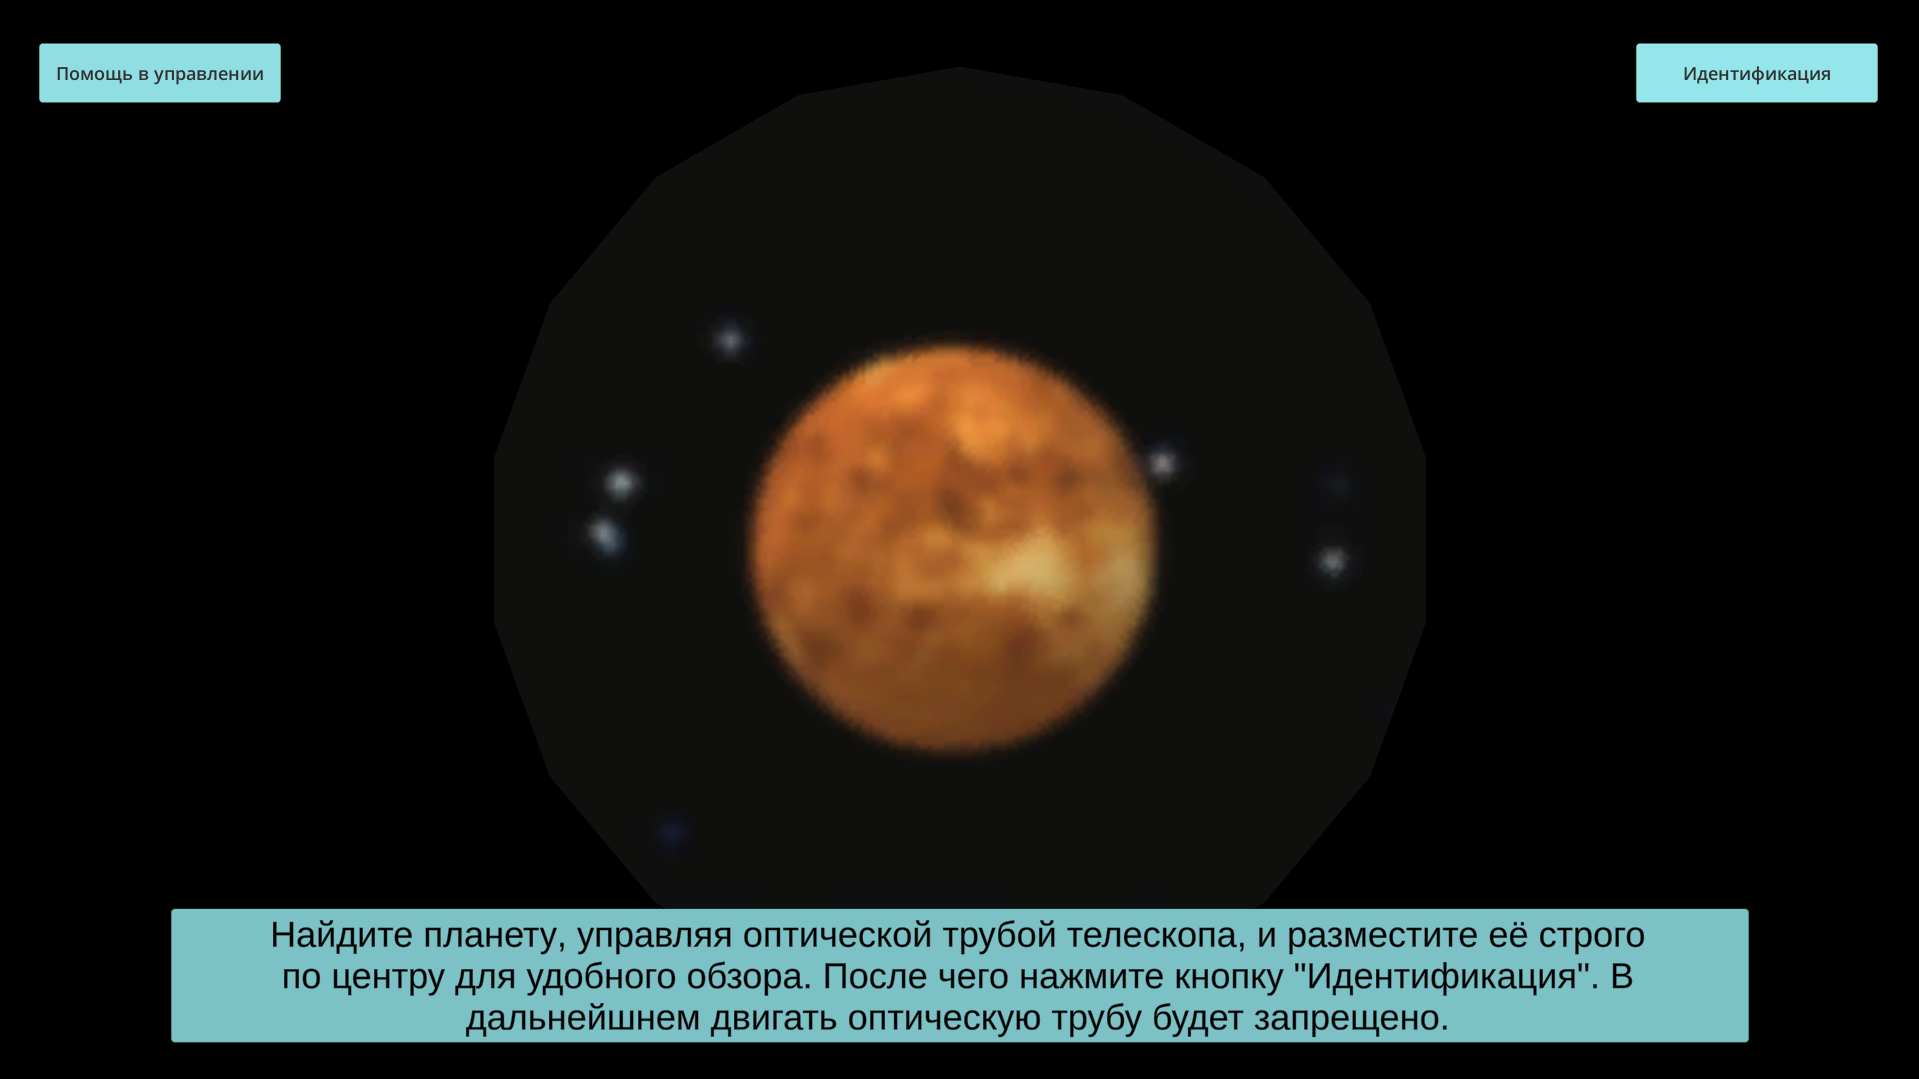 Помощь в управлении
Идентификация
Найдите планету, управляя оптической трубой телескопа, и разместите её строго
по центру для удобного обзора. После чего нажмите кнопку "Идентификация". В
дальнейшнем двигать оптическую трубу будет запрещено.